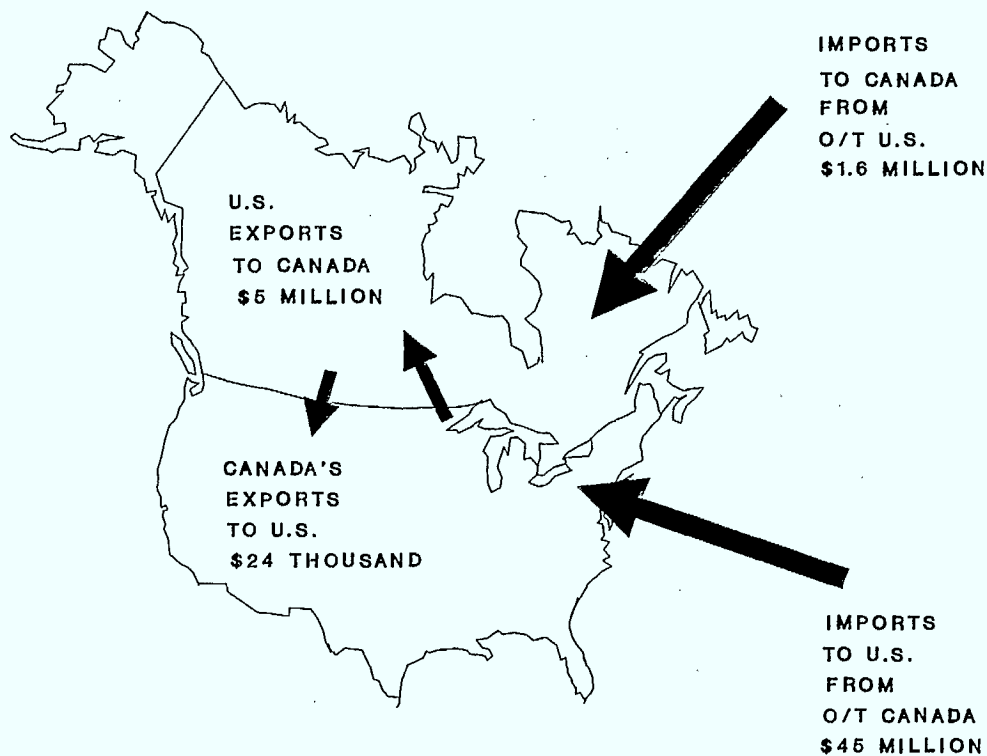 IMPORTS
TO CANADA
FROM
O/T U.S.
$1.6 MILLION
U.S.
EXPORTS
TO CANADA
$5 MILLION
CANADA'S
EXPORTS
TO U.S.
$24 THOUSAND
IMPORTS
TO U.S.
FROM
O/T CANADA
$45 MILLION